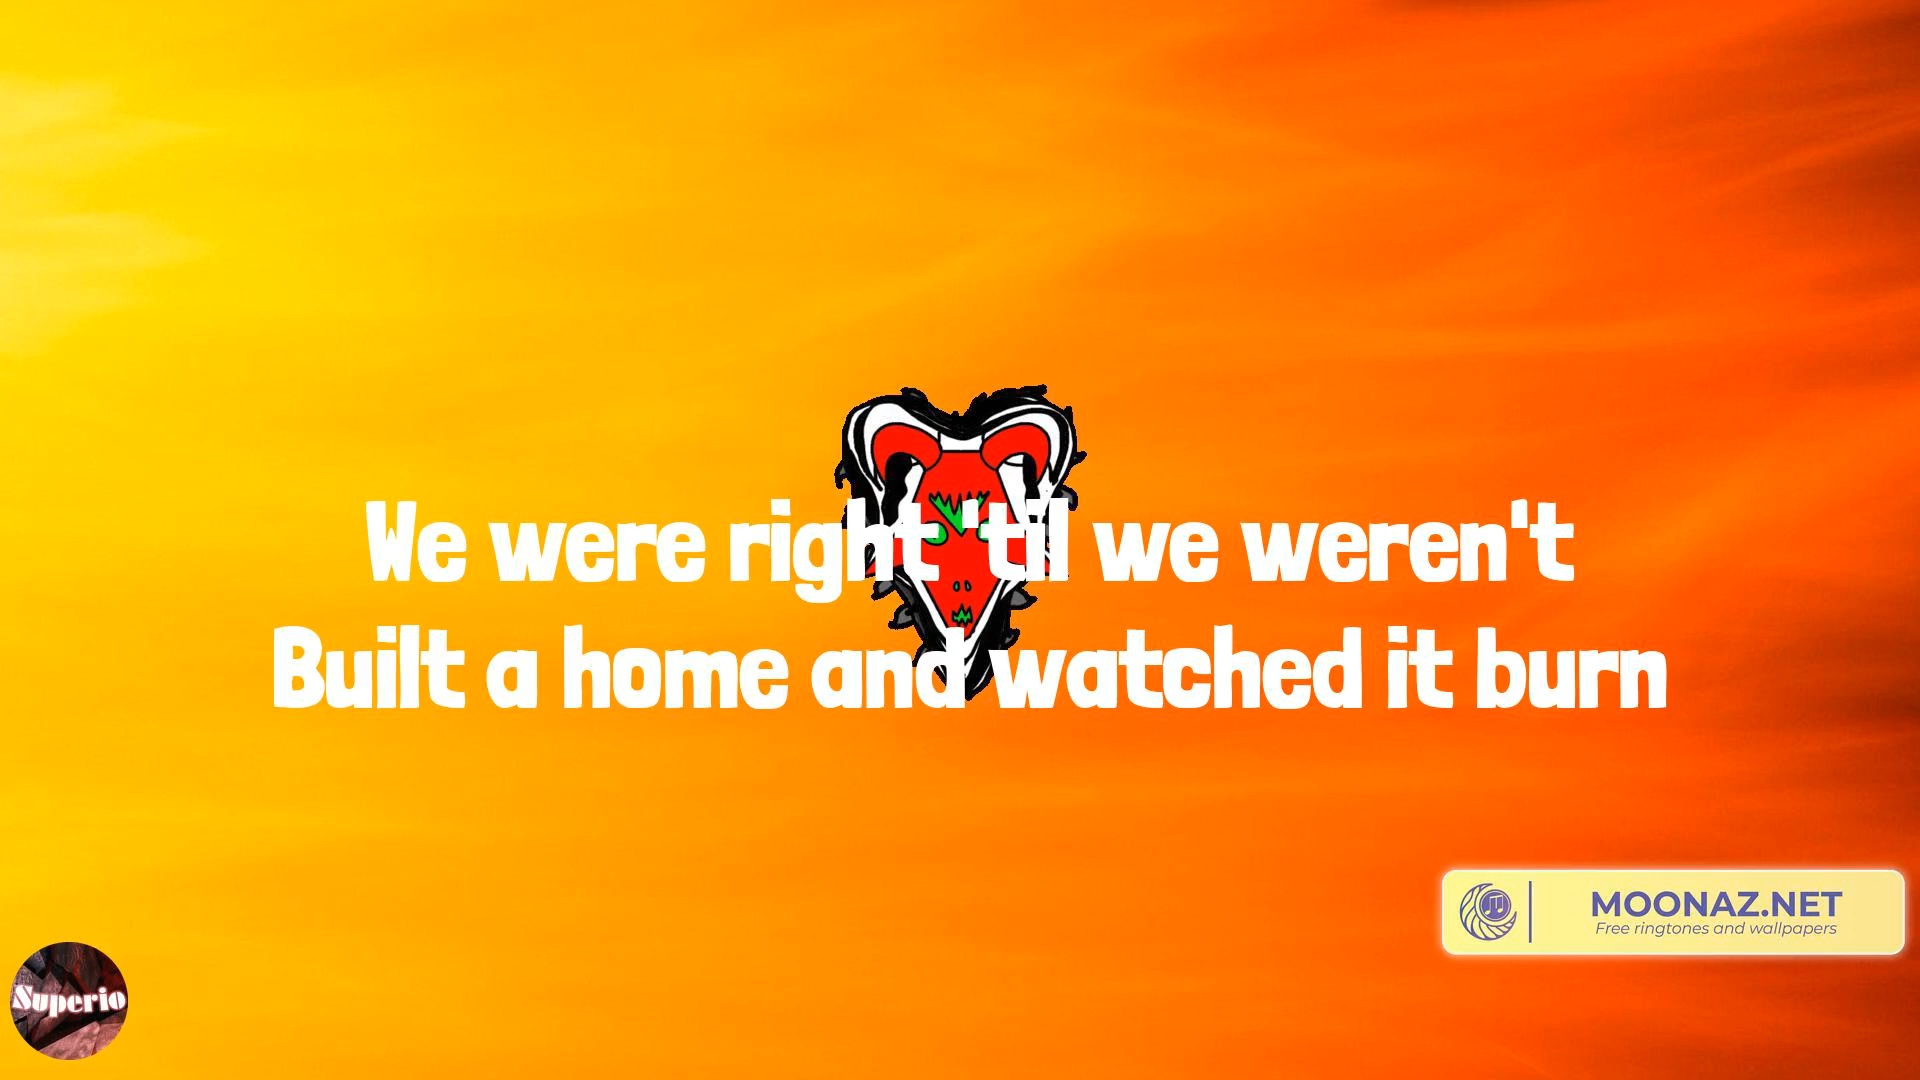 We were right 'til we weren't
Built a home and watched it burn
MOONAZ.NET
Free ringtones and wallpapers
Superio